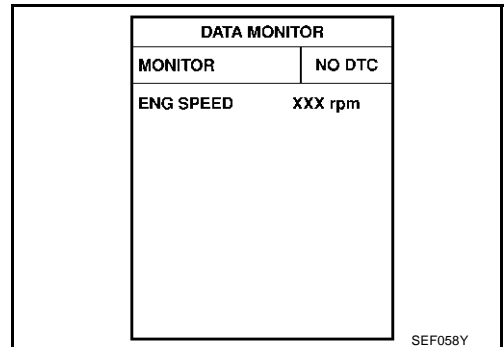 DATA MONITOR
MONITOR NO DTC
ENG SPEED XXX rpm
SEF058Y